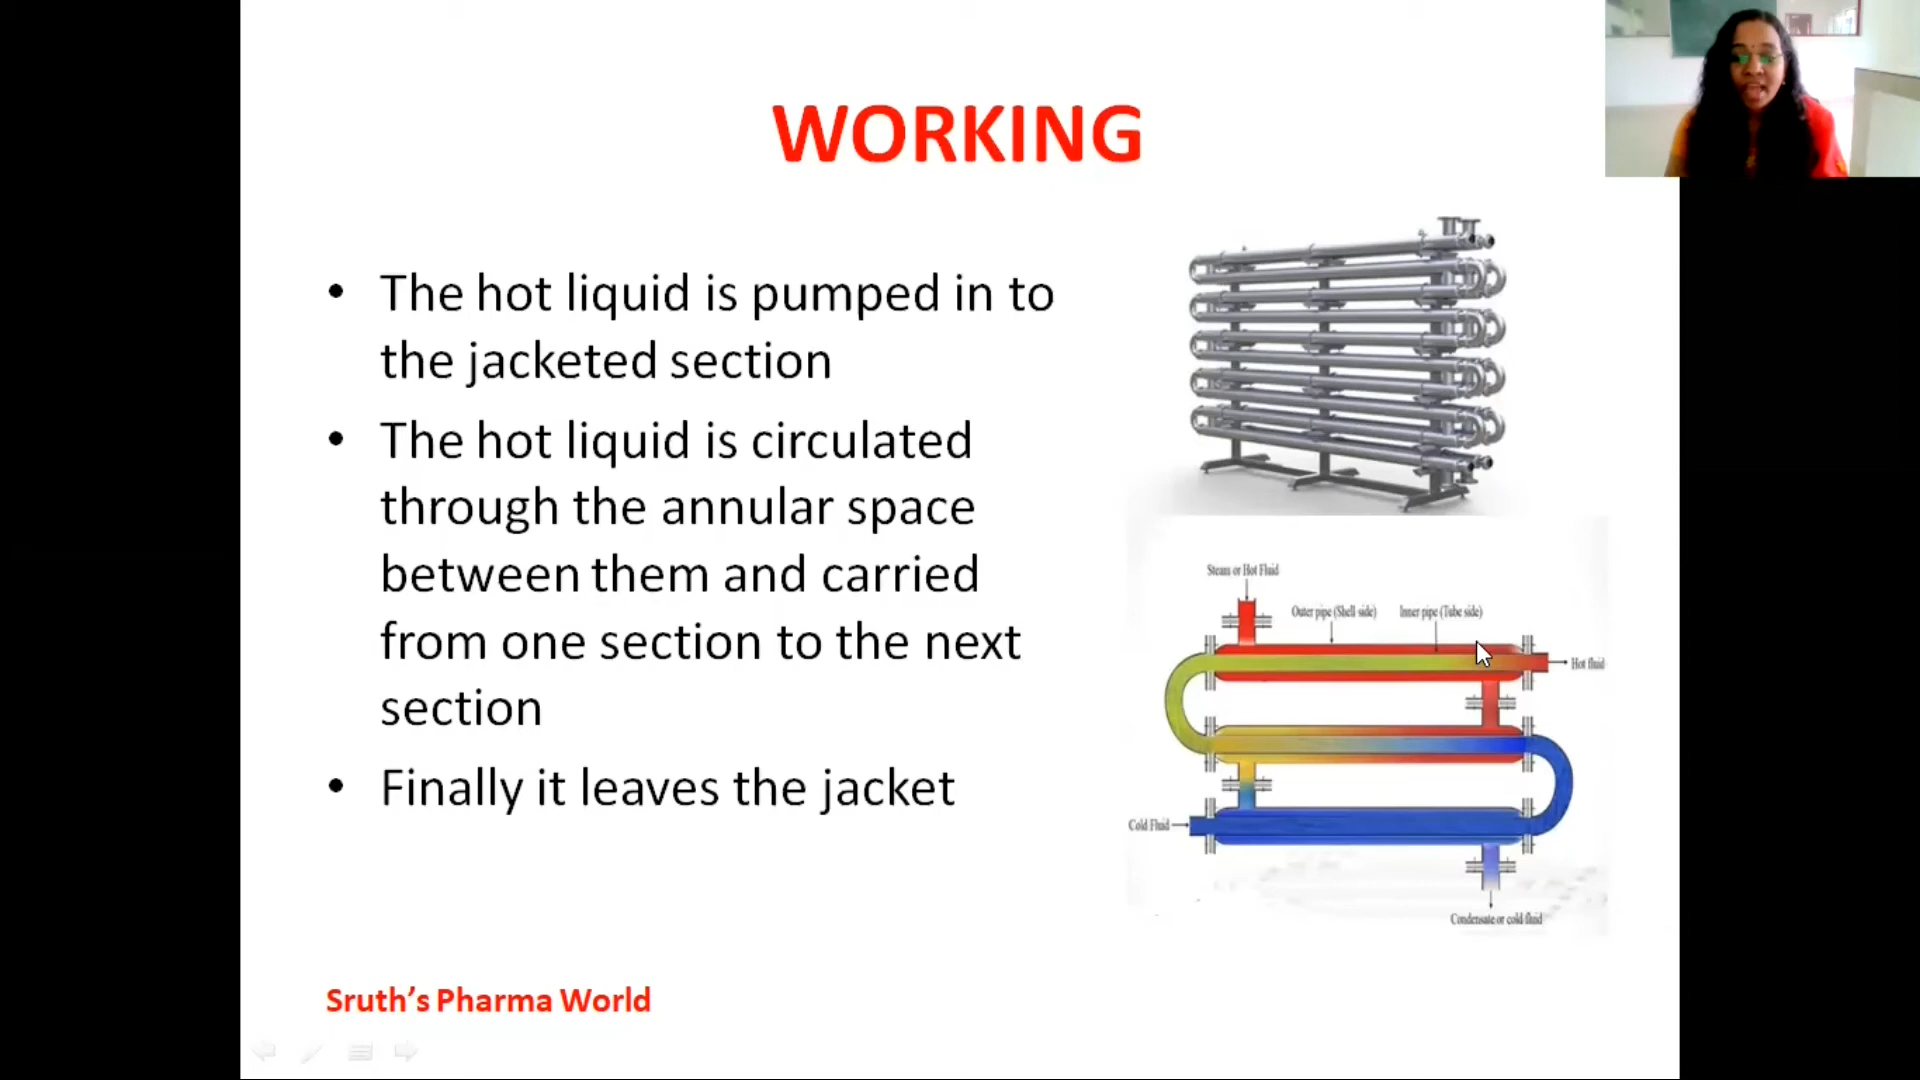 WORKING
• The hot liquid is pumped in to
the jacketed section
• The hot liquid is circulated
through the annular space
between them and carried
from one section to the next
section
• Finally it leaves the jacket
Steam or Hot Fluid
Outer pipe (Shell side)
Inner pipe (Tube side)
Hot fluid
Cold Fluid
Condensate or cold fluid
Sruth’s Pharma World